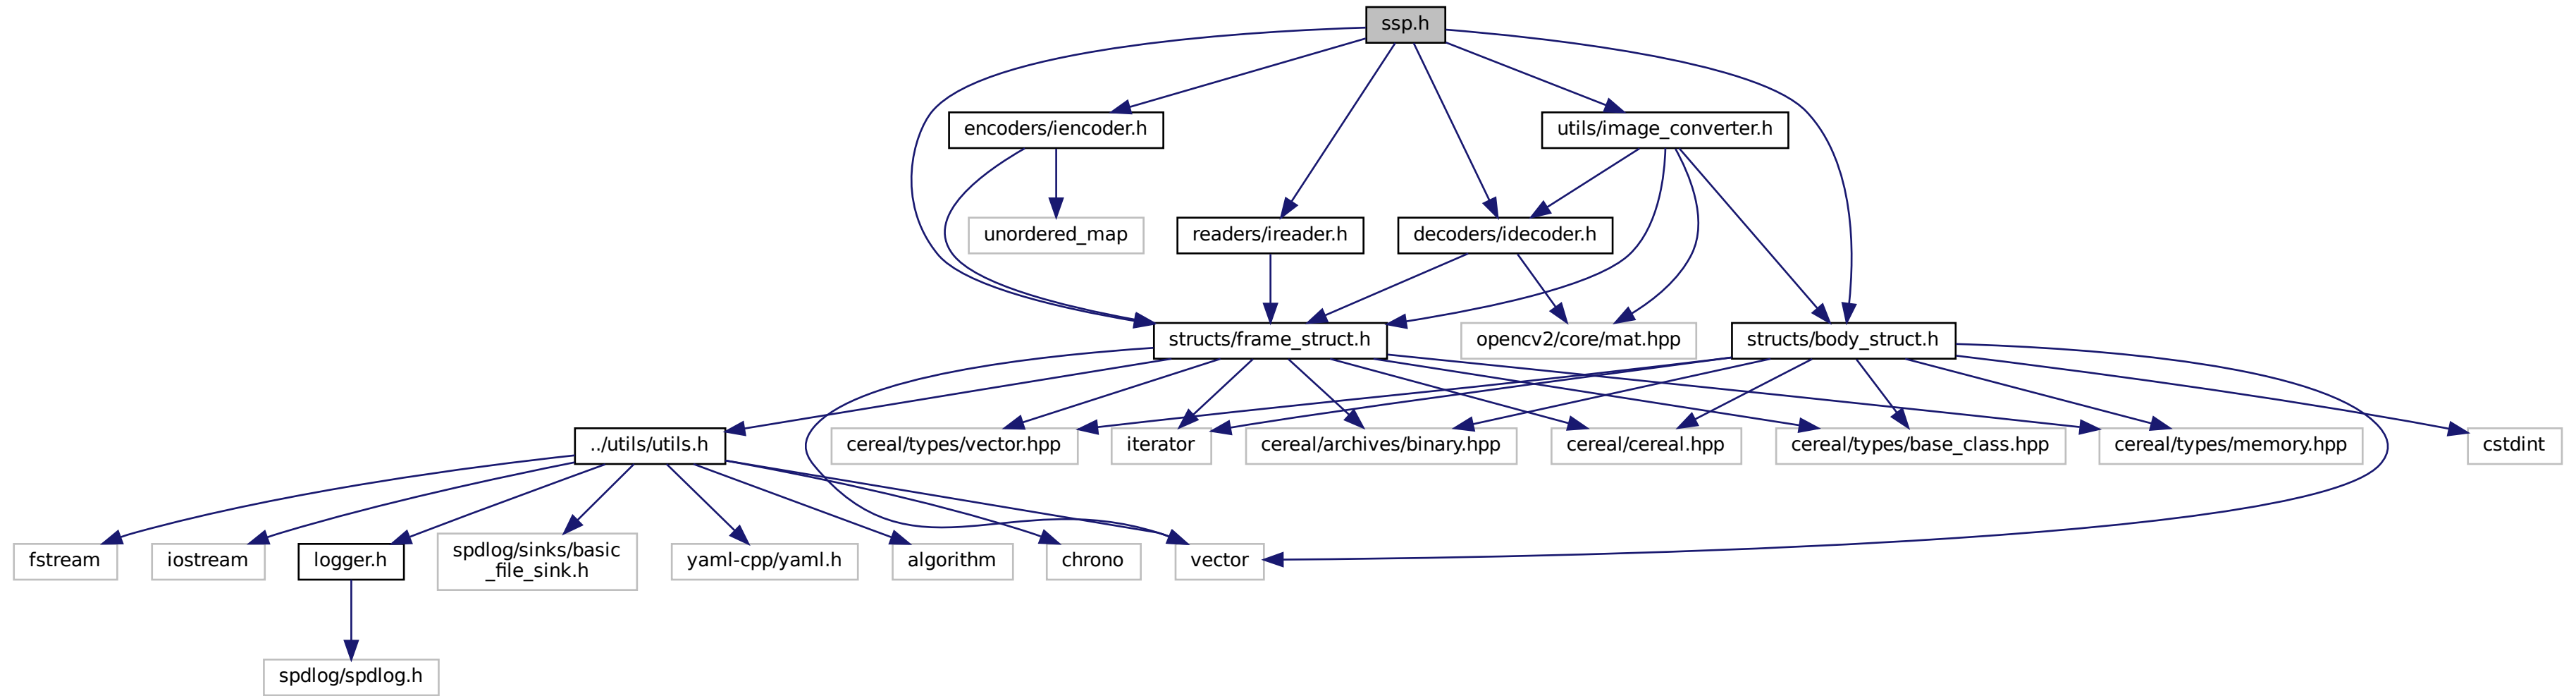 ssp.h
encoders/iencoder.h
utils/image_converter.h
unordered_map
readers/ireader.h
decoders/idecoder.h
structs/frame_struct.h
opencv2/core/mat.hpp
structs/body_struct.h
../utils/utils.h
cereal/types/vector.hpp
iterator
cereal/archives/binary.hpp
cereal/cereal.hpp
cereal/types/base_class.hpp
cereal/types/memory.hpp
cstdint
fstream
iostream
logger.h
spdlog/sinks/basic
_file_sink.h
yaml-cpp/yaml.h
algorithm
chrono
vector
spdlog/spdlog.h